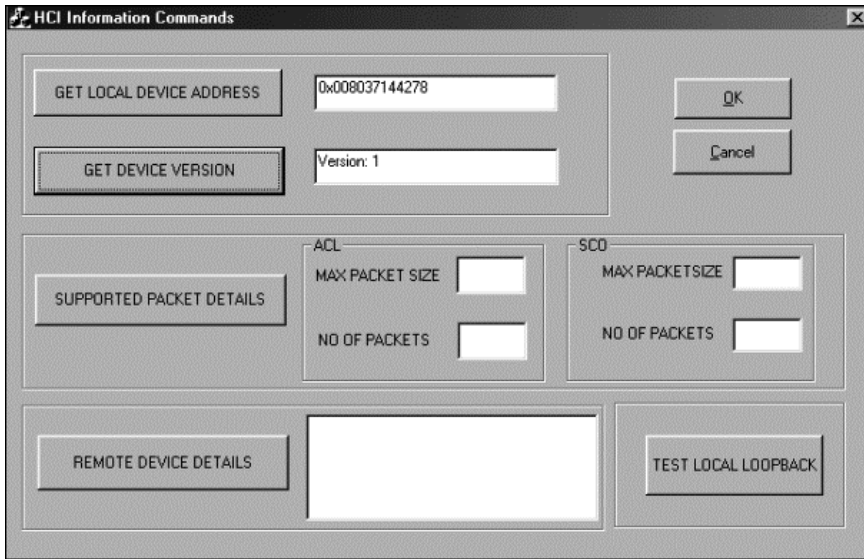 HCI Information Commands
GET LOCAL DEVICE ADDRESS
0x008037144278
OK
GET DEVICE VERSION
Version: 1
Cancel
SUPPORTED PACKET DETAILS
ACL
MAX PACKET SIZE
NO OF PACKETS
SCO
MAX PACKETSIZE
NO OF PACKETS
REMOTE DEVICE DETAILS
TEST LOCAL LOOPBACK